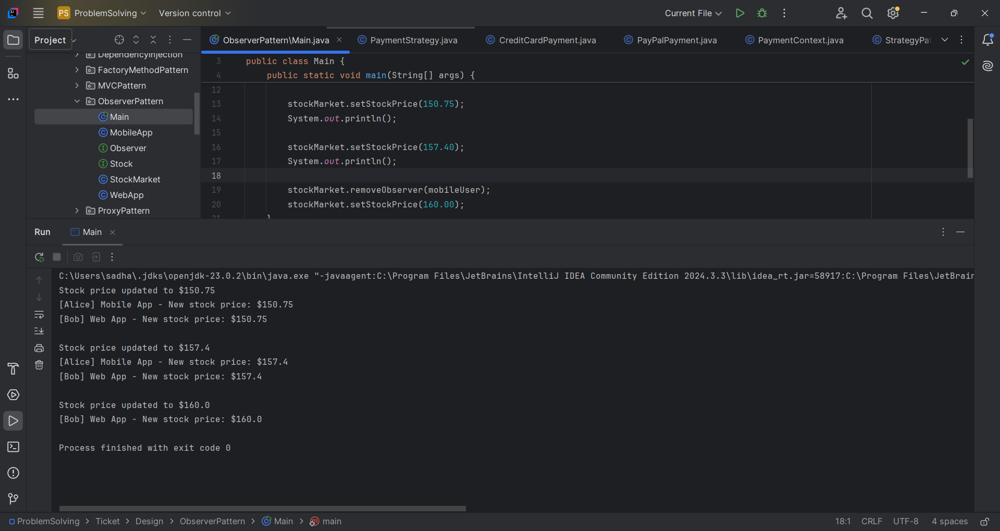 PS ProblemSolving Version control Current File
Project
ObserverPattern\Main.java PaymentStrategy.java CreditCardPayment.java PayPalPayment.java PaymentContext.java StrategyPat
DependencyInjection
FactoryMethodPattern
MVCPattern
ObserverPattern
Main
MobileApp
Observer
Stock
StockMarket
WebApp
ProxyPattern
3 public class Main {
4 public static void main(String[] args) {
12
13 stockMarket.setStockPrice(150.75);
14 System.out.println();
15
16 stockMarket.setStockPrice(157.40);
17 System.out.println();
18
19 stockMarket.removeObserver(mobileUser);
20 stockMarket.setStockPrice(160.00);
21 }
Run Main
C:\Users\sadha\.jdks\openjdk-23.0.2\bin\java.exe "-javaagent:C:\Program Files\JetBrains\IntelliJ IDEA Community Edition 2024.3.3\lib\idea_rt.jar=58917:C:\Program Files\JetBrain
Stock price updated to $150.75
[Alice] Mobile App - New stock price: $150.75
[Bob] Web App - New stock price: $150.75
Stock price updated to $157.4
[Alice] Mobile App - New stock price: $157.4
[Bob] Web App - New stock price: $157.4
Stock price updated to $160.0
[Bob] Web App - New stock price: $160.0
Process finished with exit code 0
ProblemSolving > Ticket > Design > ObserverPattern > Main > main 18:1 CRLF UTF-8 4 spaces